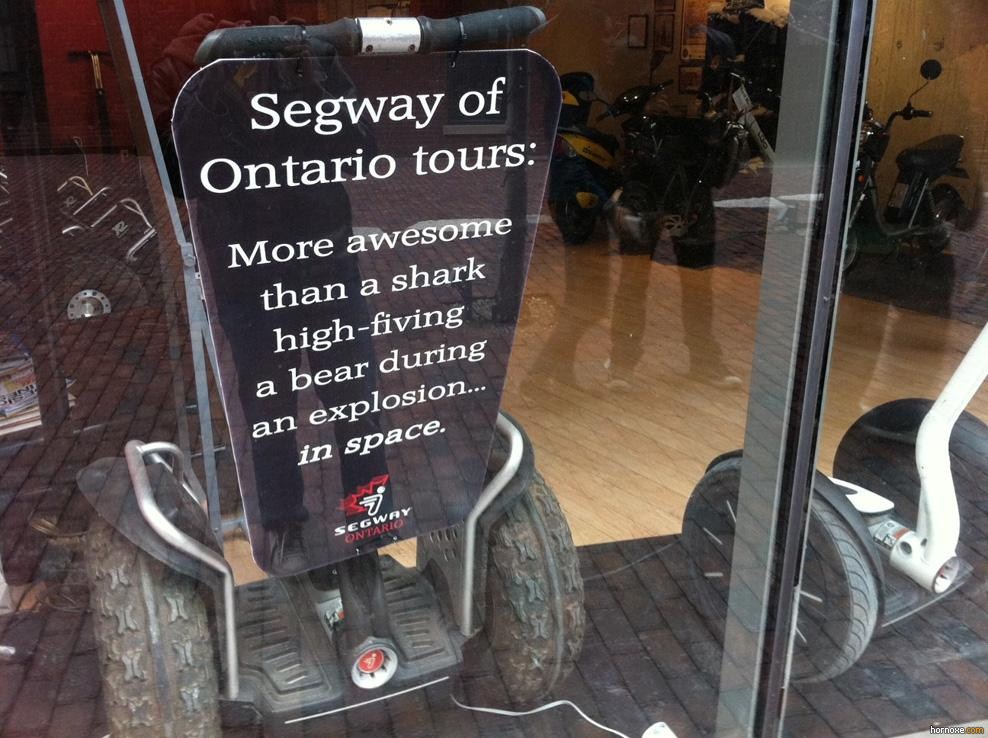 Segway of
Ontario tours:
More awesome
than a shark
high-fiving
a bear during
an explosion...
in space.
SEGWAY
ONTARIO
hornoxe.com